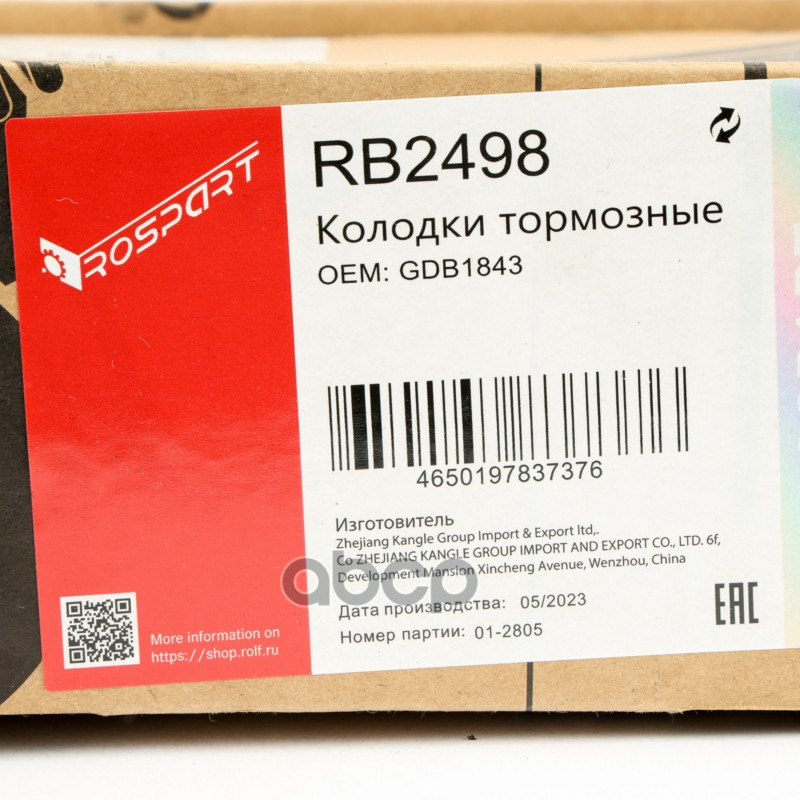 ROSPART
RB2498
Колодки тормозные
OEM: GDB1843
4650197837376
Изготовитель
Zhejiang Kangle Group Import & Export ltd,.
Co ZHEJIANG KANGLE GROUP IMPORT AND EXPORT CO., LTD. 6f,
Development Mansion Xincheng Avenue, Wenzhou, China
abcp
Дата производства: 05/2023
Номер партии: 01-2805
EAC
More information on
https://shop.rolf.ru